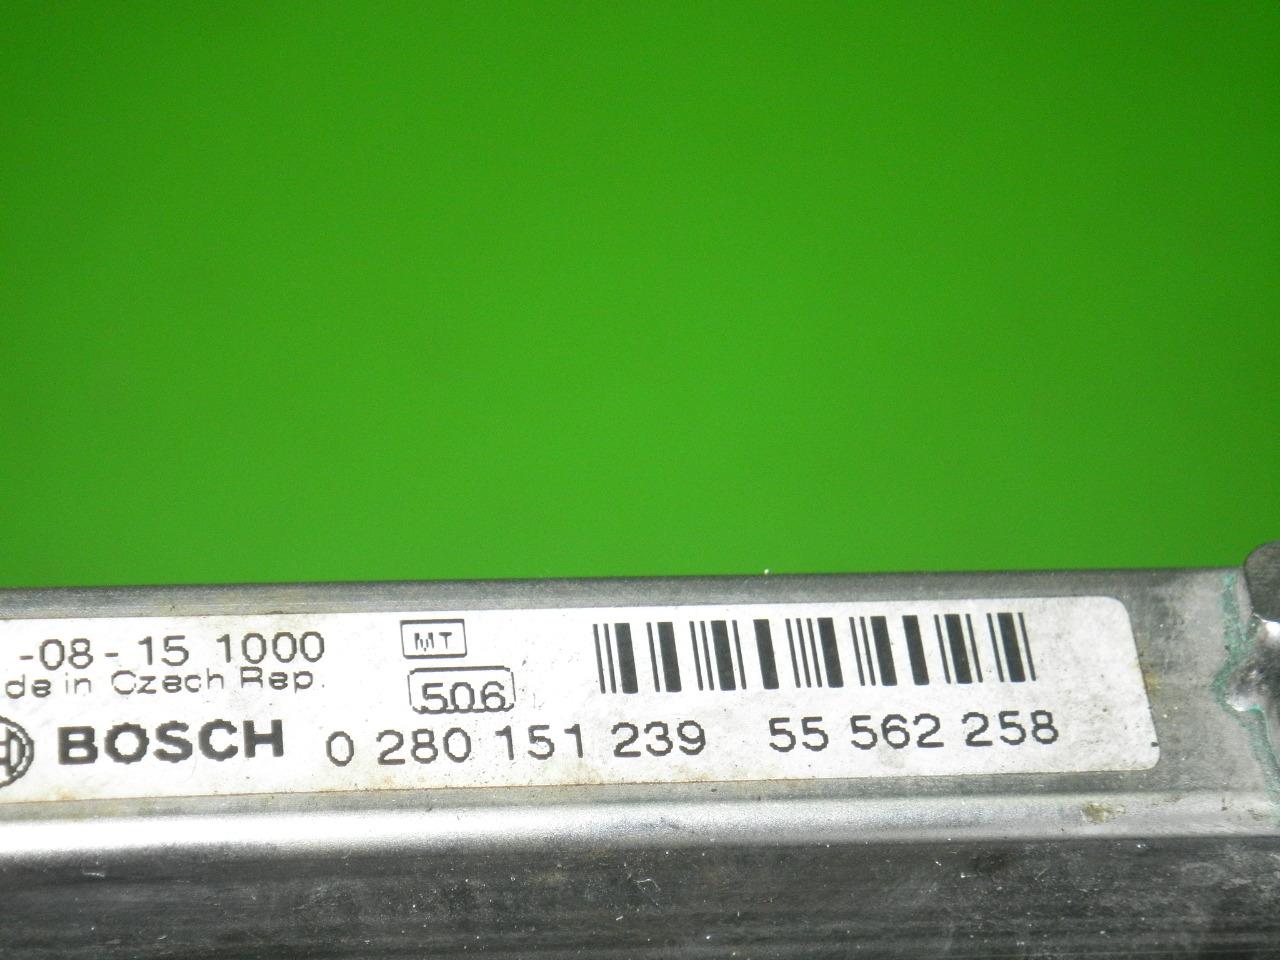 -08-15 1000 MT
de in Czech Rep. 506
BOSCH 0 280 151 239 55 562 258